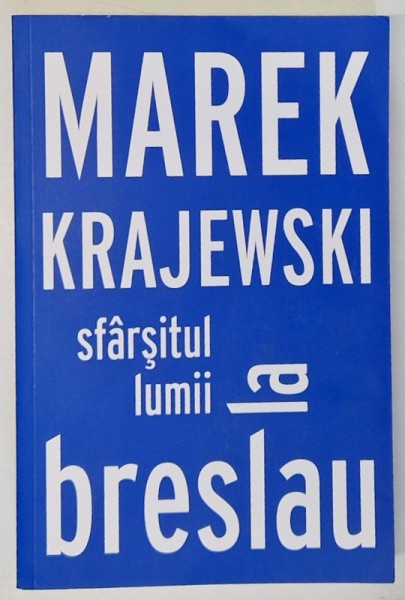 MAREK
KRAJEWSKI
sfârşitul
lumii
la
breslau